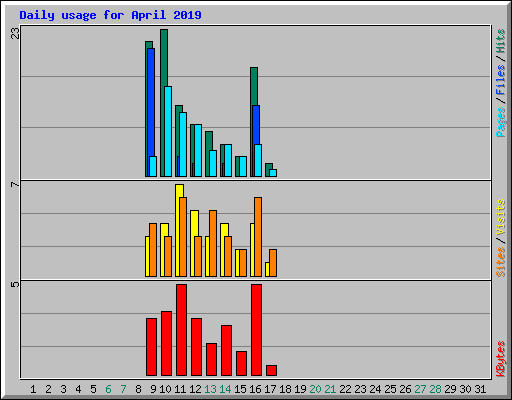 Daily usage for April 2019
23
Pages / Files / Hits
7
Sites / Visits
5
KBytes
1 2 3 4 5 6 7 8 9 10 11 12 13 14 15 16 17 18 19 20 21 22 23 24 25 26 27 28 29 30 31